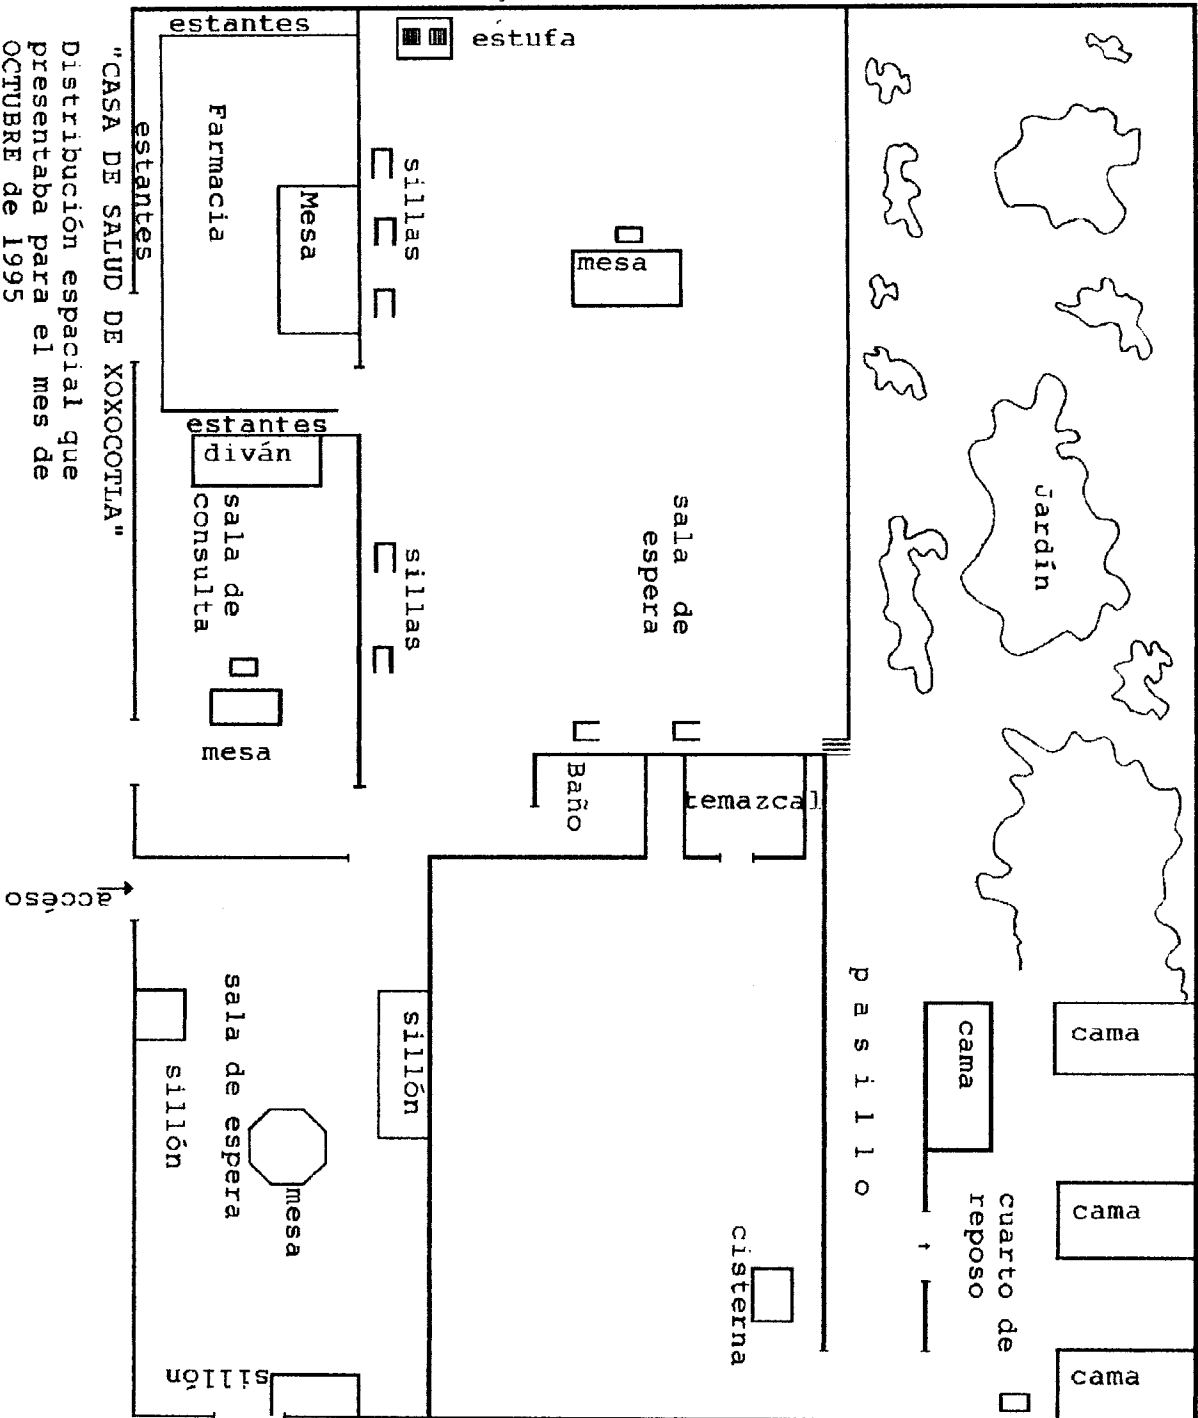 "CASA DE SALUD DE XOXOCOTLA"
Distribución espacial que
presentaba para el mes de
OCTUBRE de 1995
estantes
estufa
estantes
Farmacia
Mesa
sillas
mesa
estantes
diván
sala de
consulta
mesa
sillas
sala de
espera
Jardín
Baño
temazcal
accéso
sala de espera
sillón
sillón
mesa
sillón
pasillo
cisterna
cama
cama
cama
cama
cuarto de
reposo